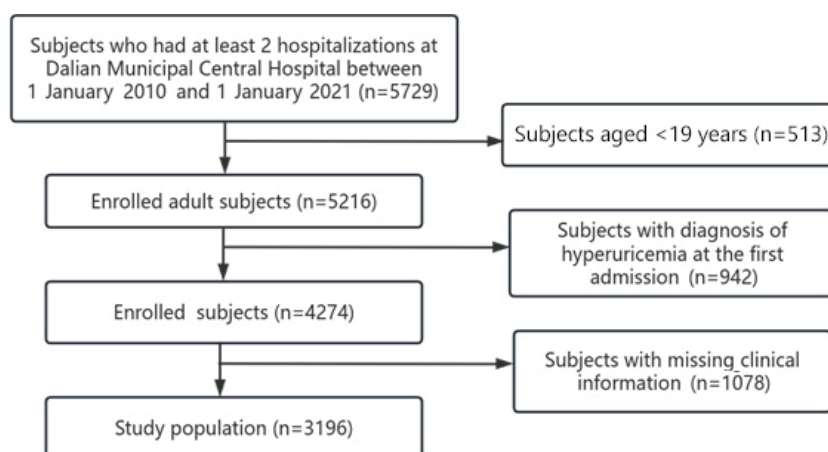 Subjects who had at least 2 hospitalizations at
Dalian Municipal Central Hospital between
1 January 2010 and 1 January 2021 (n=5729)
Subjects aged <19 years (n=513)
Enrolled adult subjects (n=5216)
Subjects with diagnosis of
hyperuricemia at the first
admission (n=942)
Enrolled subjects (n=4274)
Subjects with missing clinical
information (n=1078)
Study population (n=3196)